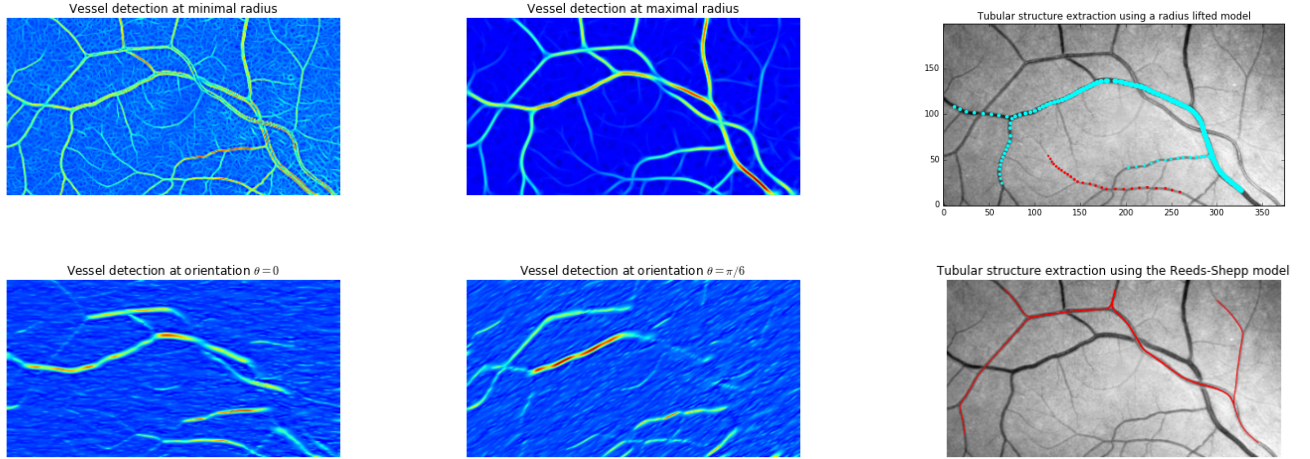 Vessel detection at minimal radius
Vessel detection at maximal radius
Tubular structure extraction using a radius lifted model
150
100
50
0
0 50 100 150 200 250 300 350
Vessel detection at orientation θ = 0
Vessel detection at orientation θ = π/6
Tubular structure extraction using the Reeds-Shepp model